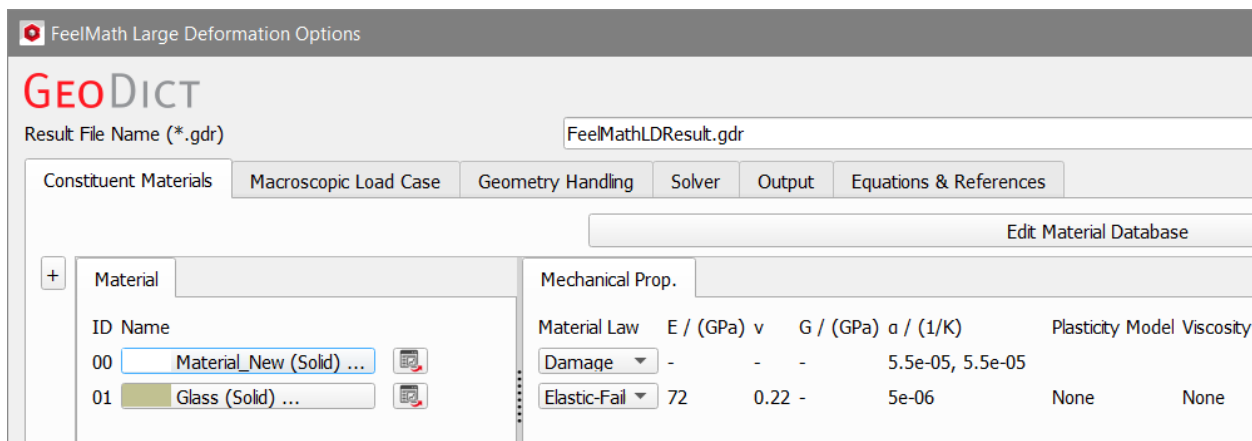 FeelMath Large Deformation Options
GEODICT
Result File Name (*.gdr) FeelMathLDResult.gdr
Constituent Materials Macroscopic Load Case Geometry Handling Solver Output Equations & References
Edit Material Database
+ Material Mechanical Prop.
ID Name Material Law E / (GPa) ν G / (GPa) α / (1/K) Plasticity Model Viscosity
00 Material_New (Solid) ... Damage - - - 5.5e-05, 5.5e-05
01 Glass (Solid) ... Elastic-Fail 72 0.22 - 5e-06 None None